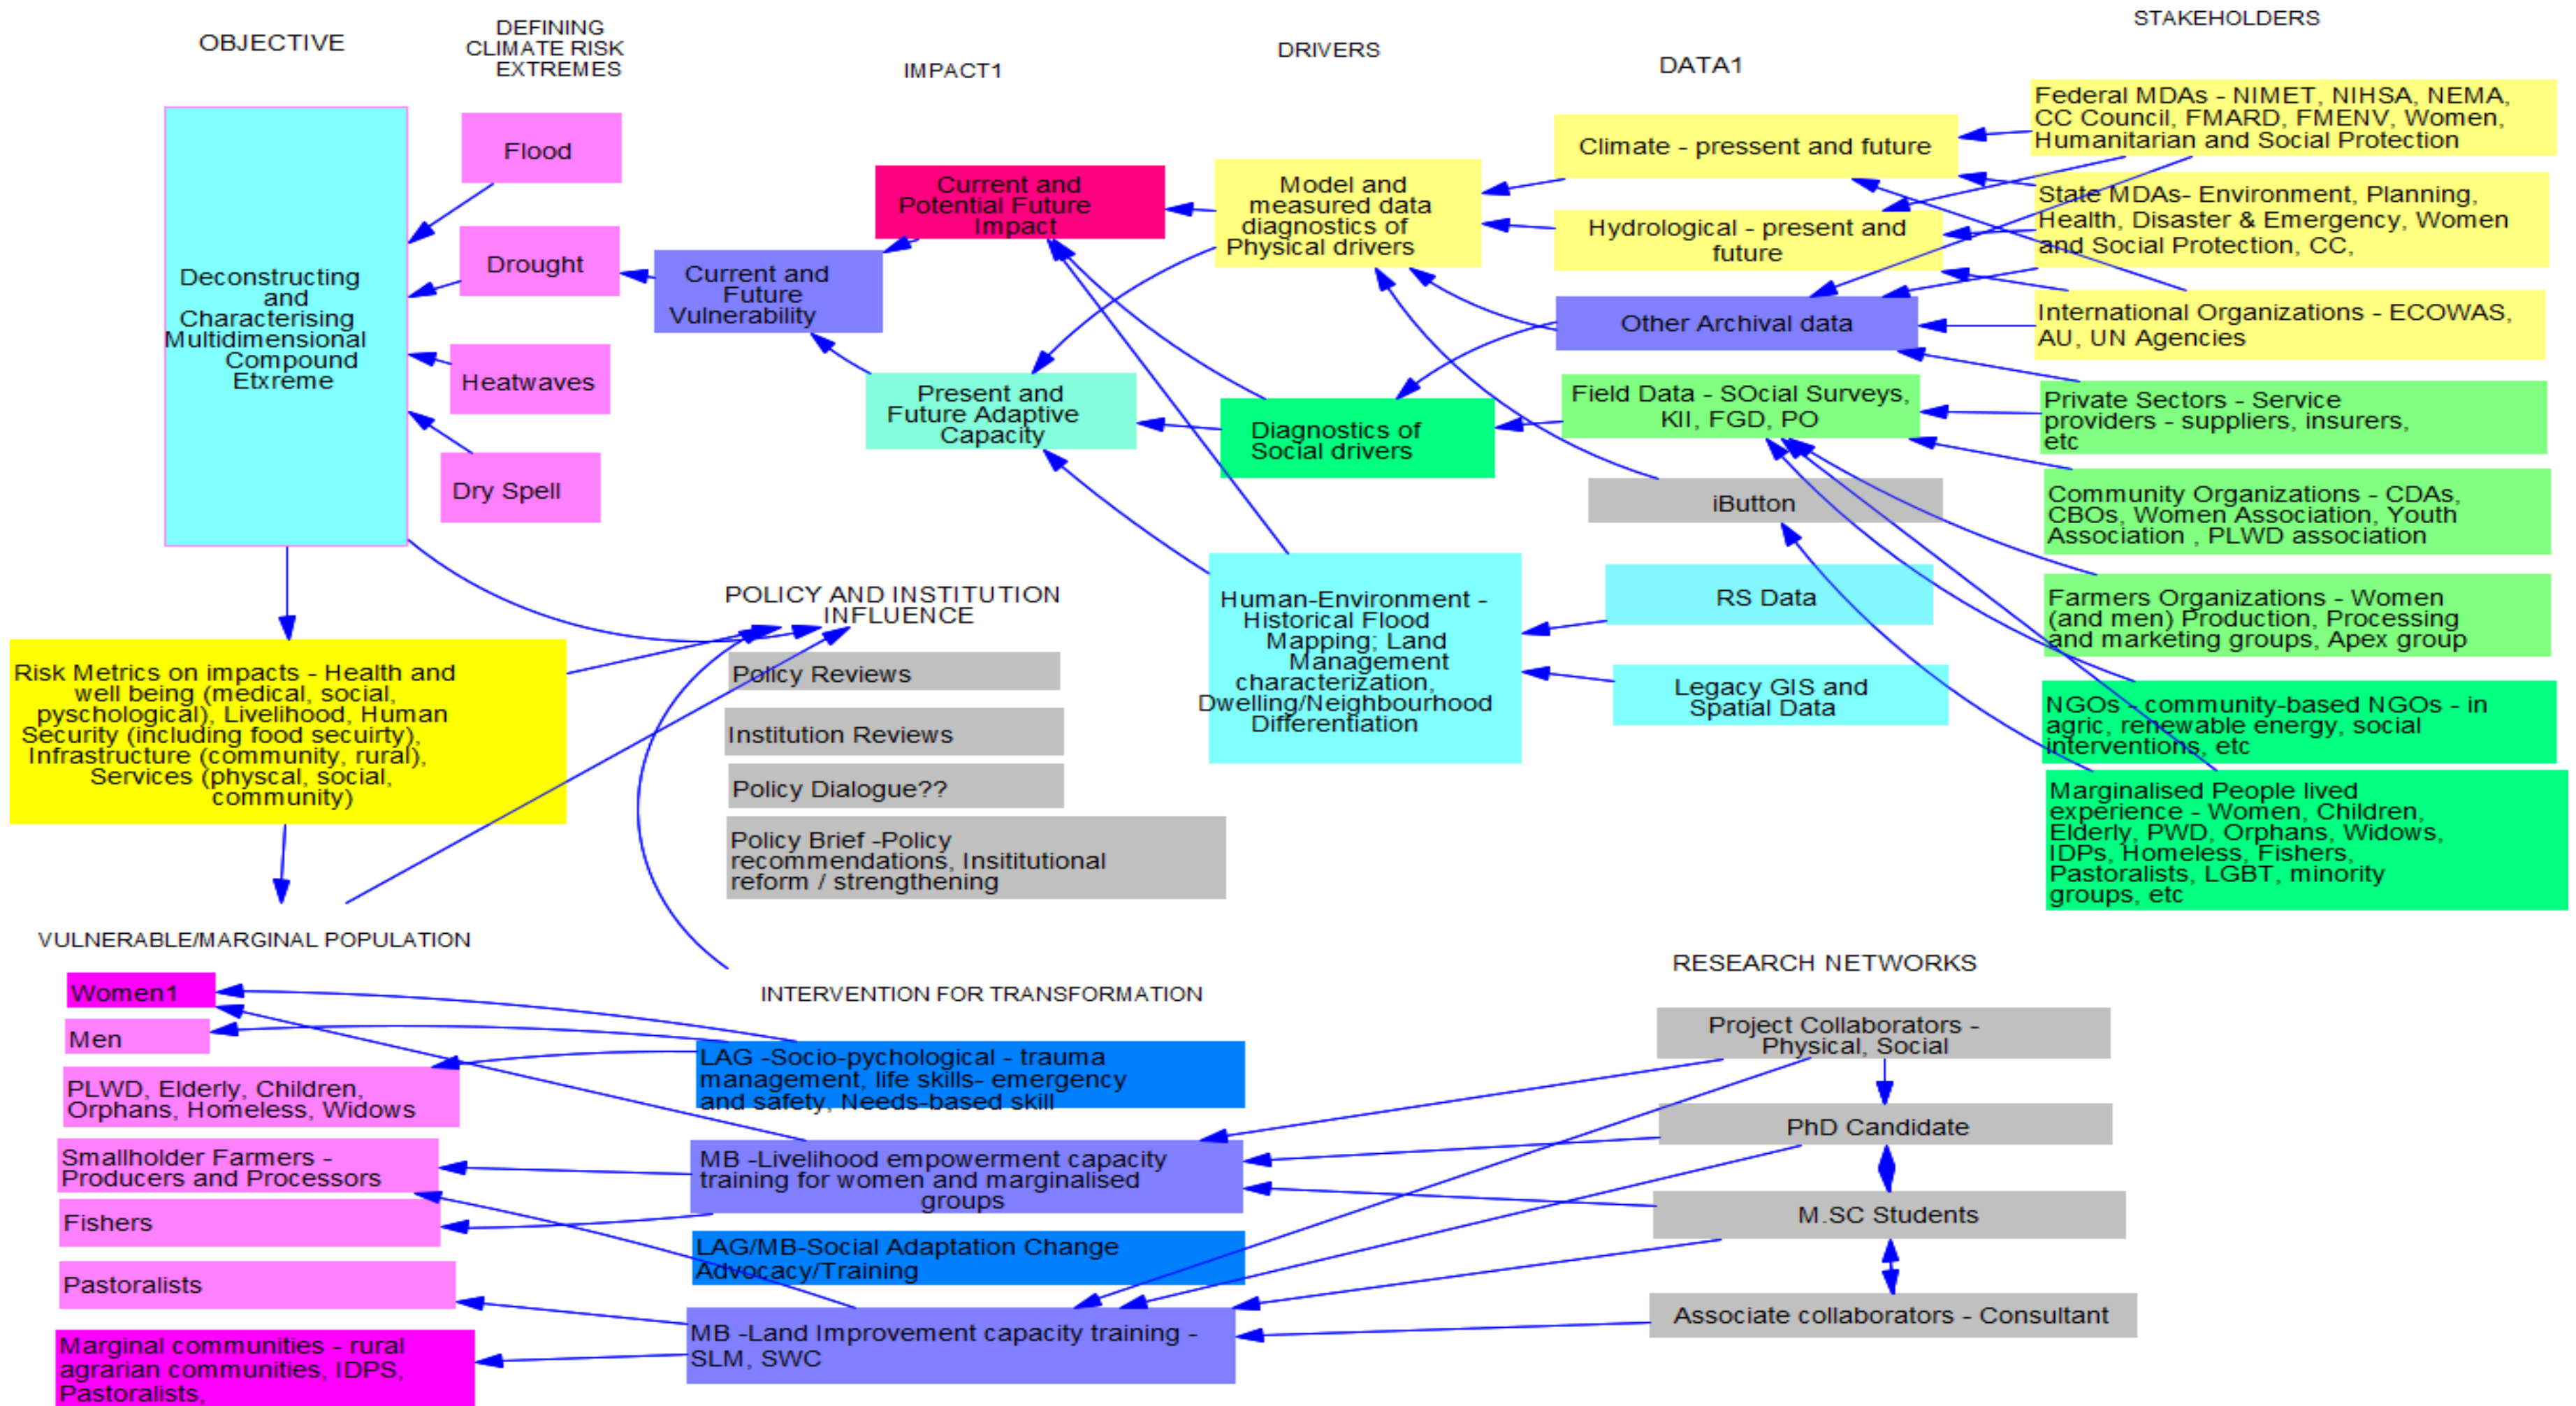 OBJECTIVE
DEFINING
CLIMATE RISK
EXTREMES
IMPACT1
DRIVERS
DATA1
STAKEHOLDERS
Deconstructing
and
Characterising
Multidimensional
Compound
Etxreme
Flood
Drought
Heatwaves
Dry Spell
Current and
Future
Vulnerability
Current and
Potential Future
Impact
Present and
Future Adaptive
Capacity
Model and
measured data
diagnostics of
Physical drivers
Diagnostics of
Social drivers
Human-Environment -
Historical Flood
Mapping; Land
Management
characterization,
Dwelling/Neighbourhood
Differentiation
Climate - pressent and future
Hydrological - present and
future
Other Archival data
Field Data - SOcial Surveys,
KII, FGD, PO
iButton
RS Data
Legacy GIS and
Spatial Data
Federal MDAs - NIMET, NIHSA, NEMA,
CC Council, FMARD, FMENV, Women,
Humanitarian and Social Protection
State MDAs- Environment, Planning,
Health, Disaster & Emergency, Women
and Social Protection, CC,
International Organizations - ECOWAS,
AU, UN Agencies
Private Sectors - Service
providers - suppliers, insurers,
etc
Community Organizations - CDAs,
CBOs, Women Association, Youth
Association , PLWD association
Farmers Organizations - Women
(and men) Production, Processing
and marketing groups, Apex group
NGOs - community-based NGOs - in
agric, renewable energy, social
interventions, etc
Marginalised People lived
experience - Women, Children,
Elderly, PWD, Orphans, Widows,
IDPs, Homeless, Fishers,
Pastoralists, LGBT, minority
groups, etc
Risk Metrics on impacts - Health and
well being (medical, social,
pyschological), Livelihood, Human
Security (including food secuirty),
Infrastructure (community, rural),
Services (physcal, social,
community)
POLICY AND INSTITUTION
INFLUENCE
Policy Reviews
Institution Reviews
Policy Dialogue??
Policy Brief -Policy
recommendations, Insititutional
reform / strengthening
VULNERABLE/MARGINAL POPULATION
Women1
Men
PLWD, Elderly, Children,
Orphans, Homeless, Widows
Smallholder Farmers -
Producers and Processors
Fishers
Pastoralists
Marginal communities - rural
agrarian communities, IDPS,
Pastoralists,
INTERVENTION FOR TRANSFORMATION
LAG -Socio-pychological - trauma
management, life skills- emergency
and safety, Needs-based skill
MB -Livelihood empowerment capacity
training for women and marginalised
groups
LAG/MB-Social Adaptation Change
Advocacy/Training
MB -Land Improvement capacity training -
SLM, SWC
RESEARCH NETWORKS
Project Collaborators -
Physical, Social
PhD Candidate
M.SC Students
Associate collaborators - Consultant